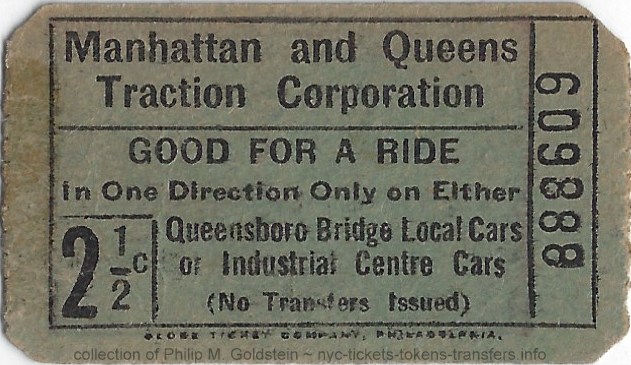 Manhattan and Queens
Traction Corporation
GOOD FOR A RIDE
in One Direction Only on Either
2 1/2 c
Queensboro Bridge Local Cars
or Industrial Centre Cars
(No Transfers Issued)
609888
GLOBE TICKET COMPANY, PHILADELPHIA.
collection of Philip M. Goldstein ~ nyc-tickets-tokens-transfers.info